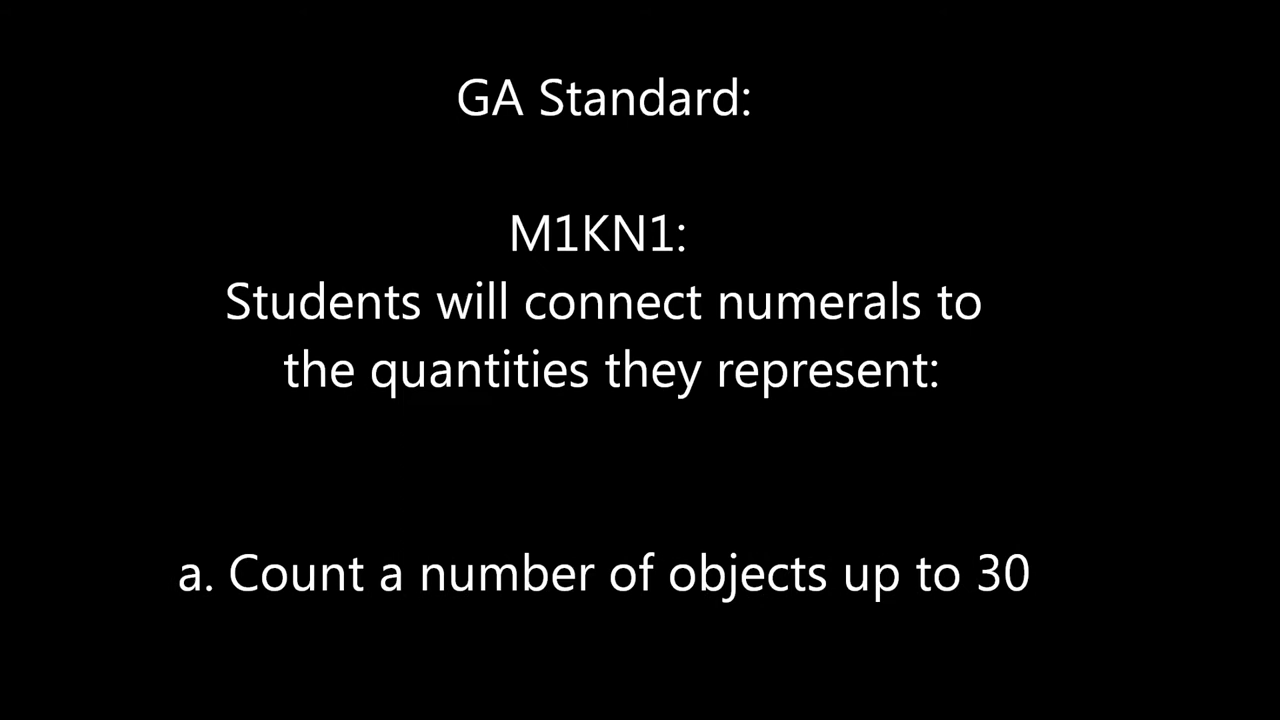 GA Standard:
M1KN1:
Students will connect numerals to
the quantities they represent:
a. Count a number of objects up to 30